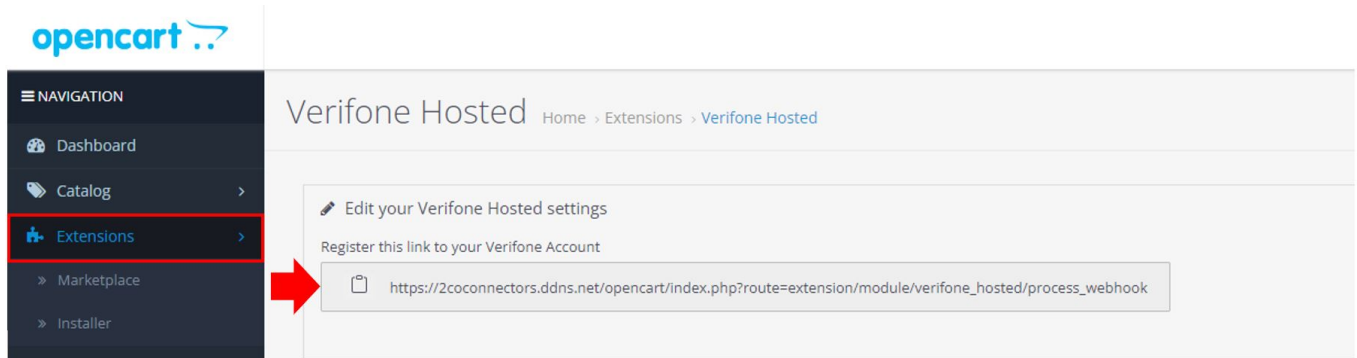 opencart
NAVIGATION
Dashboard
Catalog
Extensions
» Marketplace
» Installer
Verifone Hosted Home › Extensions › Verifone Hosted
Edit your Verifone Hosted settings
Register this link to your Verifone Account
https://2coconnectors.ddns.net/opencart/index.php?route=extension/module/verifone_hosted/process_webhook